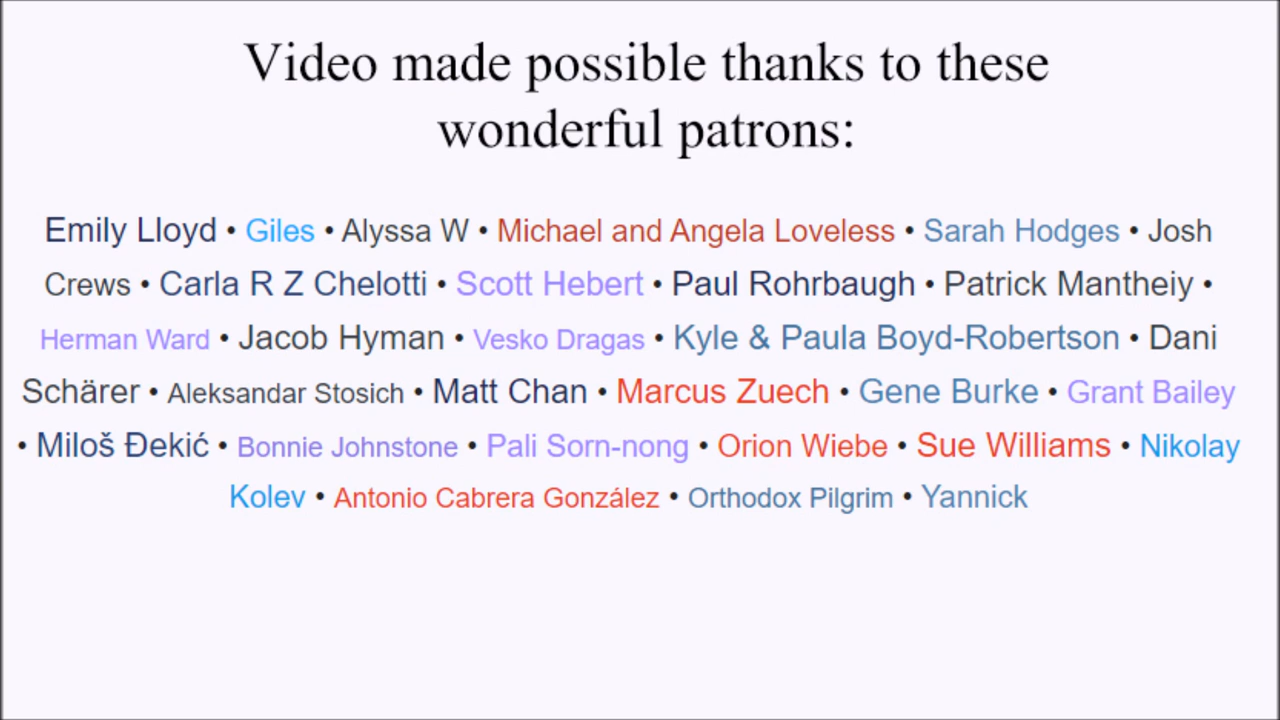 Video made possible thanks to these
wonderful patrons:
Emily Lloyd • Giles • Alyssa W • Michael and Angela Loveless • Sarah Hodges • Josh
Crews • Carla R Z Chelotti • Scott Hebert • Paul Rohrbaugh • Patrick Mantheiy •
Herman Ward • Jacob Hyman • Vesko Dragas • Kyle & Paula Boyd-Robertson • Dani
Schärer • Aleksandar Stosich • Matt Chan • Marcus Zuech • Gene Burke • Grant Bailey
• Miloš Đekić • Bonnie Johnstone • Pali Sorn-nong • Orion Wiebe • Sue Williams • Nikolay
Kolev • Antonio Cabrera González • Orthodox Pilgrim • Yannick